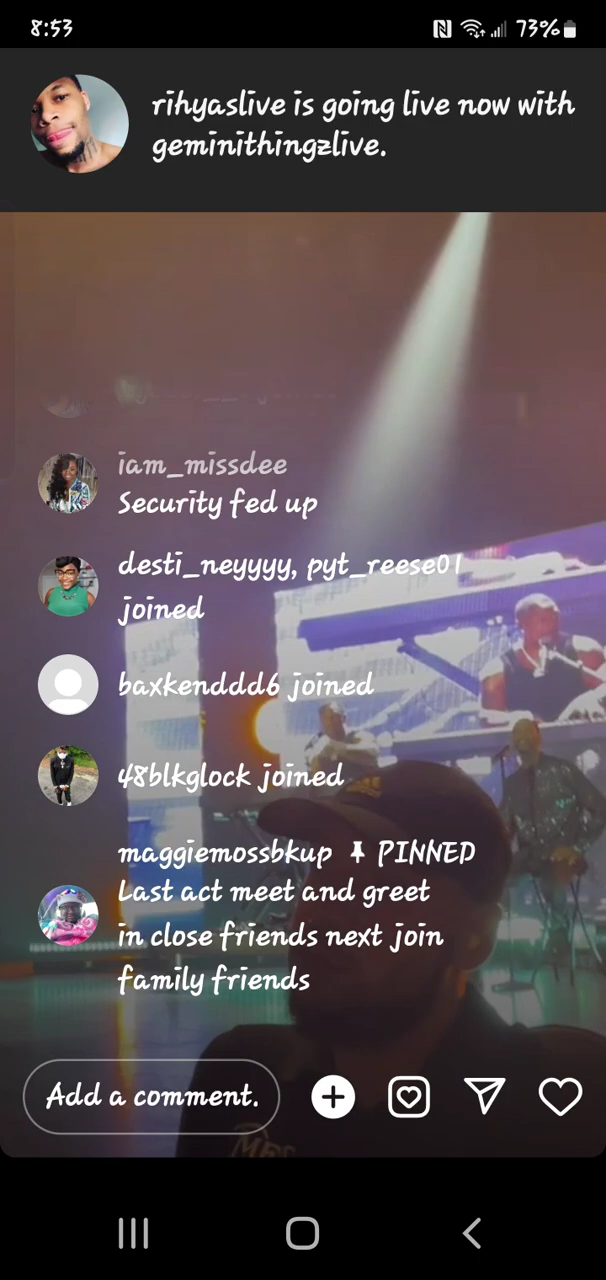 8:53
73%
rihyaslive is going live now with
geminithingzlive.
iam_missdee
Security fed up
desti_neyyyy, pyt_reese01
joined
baxkenddd6 joined
48blkglock joined
maggiemossbkup PINNED
Last act meet and greet
in close friends next join
family friends
Add a comment.